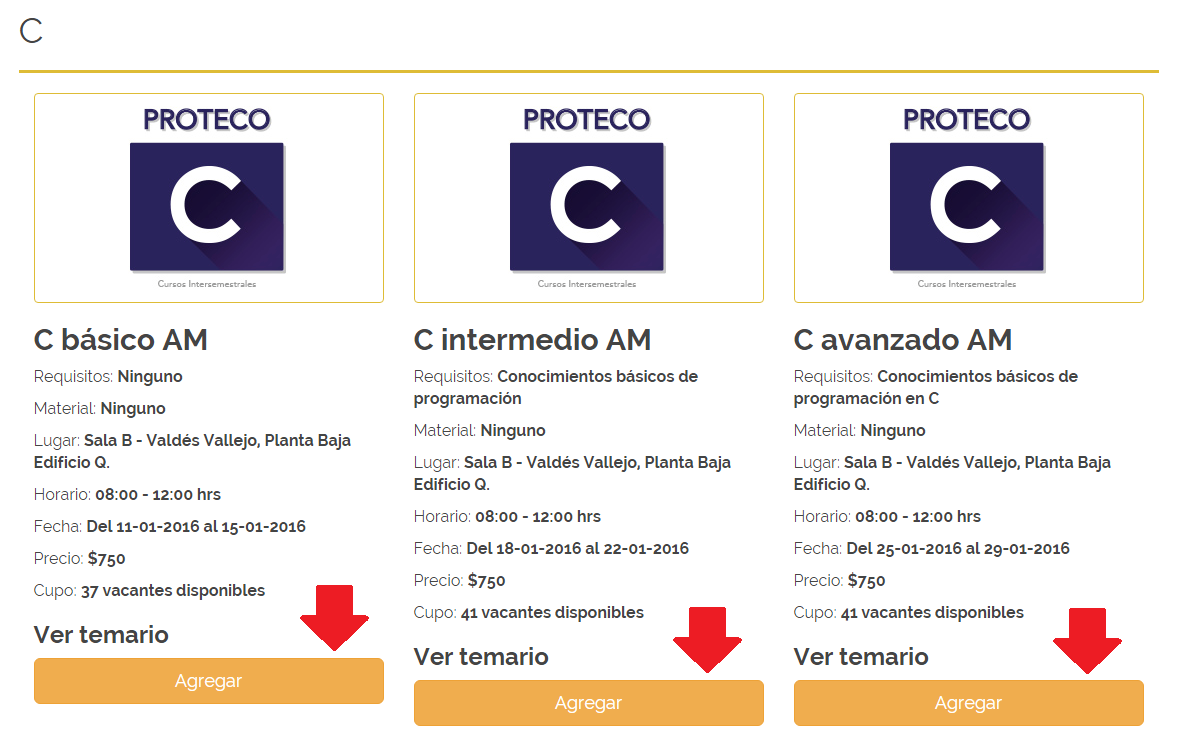 C
PROTECO
C
Cursos Intersemestrales
C básico AM
Requisitos: Ninguno
Material: Ninguno
Lugar: Sala B - Valdés Vallejo, Planta Baja
Edificio Q.
Horario: 08:00 - 12:00 hrs
Fecha: Del 11-01-2016 al 15-01-2016
Precio: $750
Cupo: 37 vacantes disponibles
Ver temario
Agregar
PROTECO
C
Cursos Intersemestrales
C intermedio AM
Requisitos: Conocimientos básicos de
programación
Material: Ninguno
Lugar: Sala B - Valdés Vallejo, Planta Baja
Edificio Q.
Horario: 08:00 - 12:00 hrs
Fecha: Del 18-01-2016 al 22-01-2016
Precio: $750
Cupo: 41 vacantes disponibles
Ver temario
Agregar
PROTECO
C
Cursos Intersemestrales
C avanzado AM
Requisitos: Conocimientos básicos de
programación en C
Material: Ninguno
Lugar: Sala B - Valdés Vallejo, Planta Baja
Edificio Q.
Horario: 08:00 - 12:00 hrs
Fecha: Del 25-01-2016 al 29-01-2016
Precio: $750
Cupo: 41 vacantes disponibles
Ver temario
Agregar